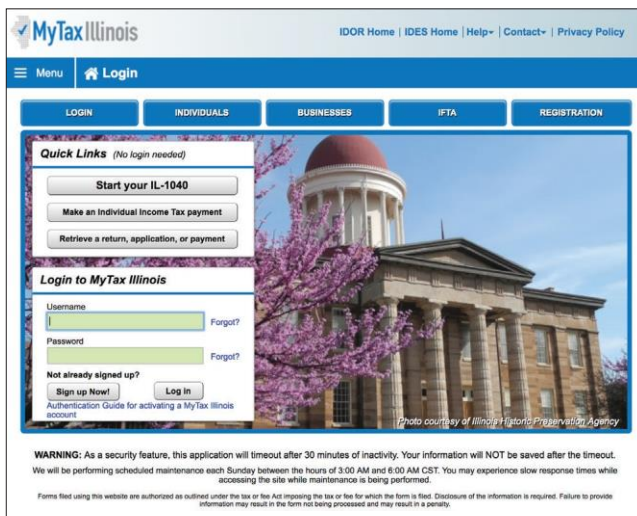 MyTax Illinois
IDOR Home | IDES Home | Help | Contact | Privacy Policy
Menu Login
LOGIN INDIVIDUALS BUSINESSES IFTA REGISTRATION
Quick Links (No login needed)
Start your IL-1040
Make an Individual Income Tax payment
Retrieve a return, application, or payment
Login to MyTax Illinois
Username
Forgot?
Password
Forgot?
Not already signed up?
Sign up Now! Log in
Authentication Guide for activating a MyTax Illinois
account
Photo courtesy of Illinois Historic Preservation Agency
WARNING: As a security feature, this application will timeout after 30 minutes of inactivity. Your information will NOT be saved after the timeout.
We will be performing scheduled maintenance each Sunday between the hours of 3:00 AM and 6:00 AM CST. You may experience slow response times while
accessing the site while maintenance is being performed.
Forms filed using this website are authorized as outlined under the tax or fee Act imposing the tax or fee for which the form is filed. Disclosure of the information is required. Failure to provide
information may result in the form not being processed and may result in a penalty.